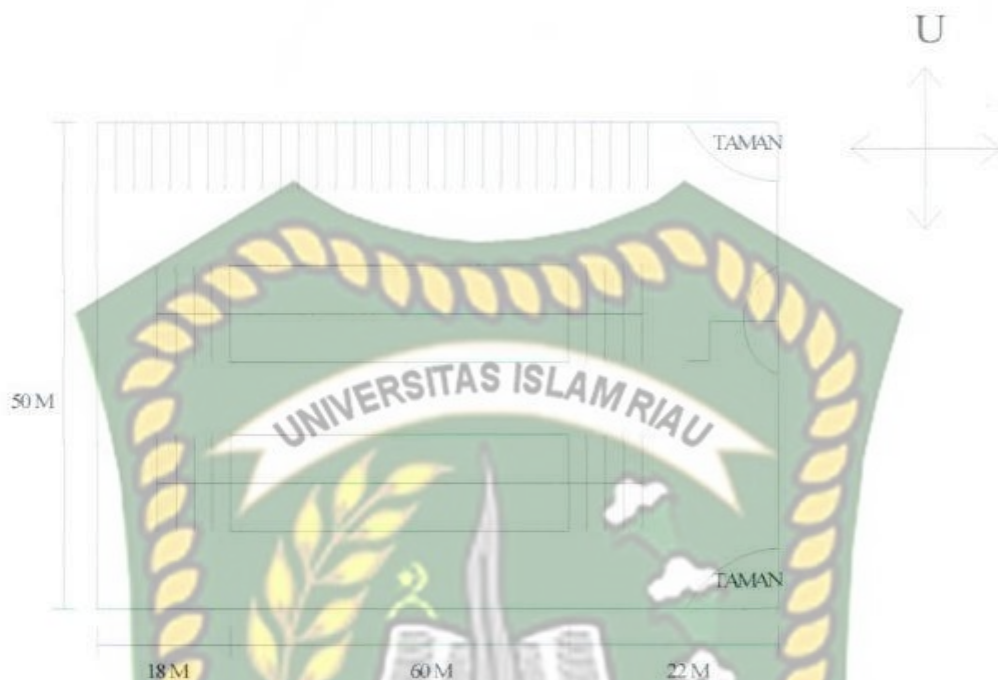 U
TAMAN
UNIVERSITAS ISLAM RIAU
50 M
TAMAN
18 M
60 M
22 M